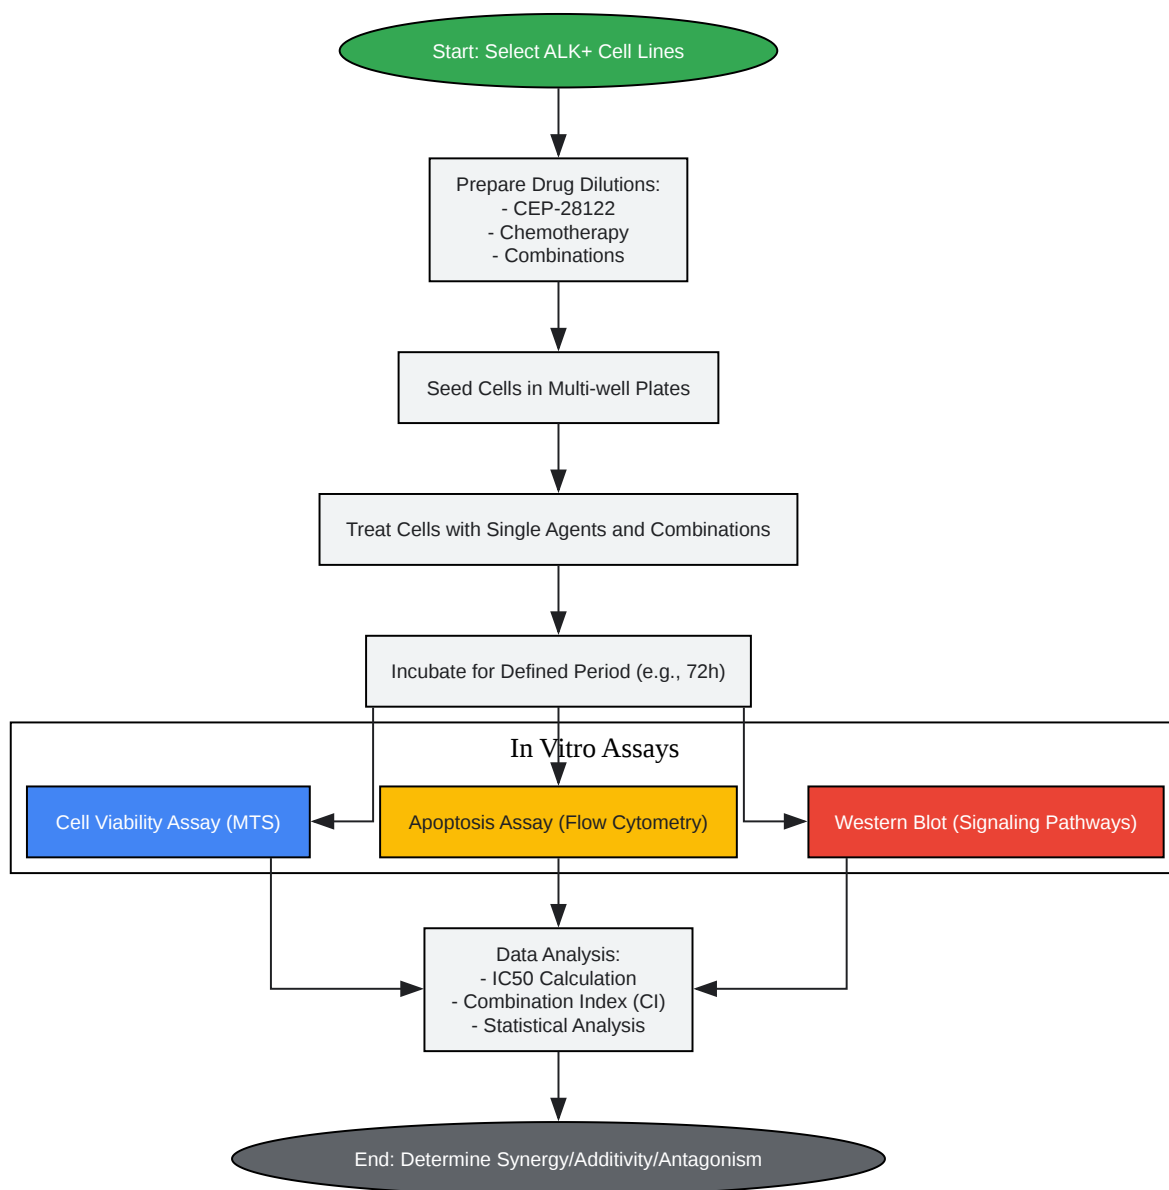 Start: Select ALK+ Cell Lines
Prepare Drug Dilutions:
- CEP-28122
- Chemotherapy
- Combinations
Seed Cells in Multi-well Plates
Treat Cells with Single Agents and Combinations
Incubate for Defined Period (e.g., 72h)
In Vitro Assays
Cell Viability Assay (MTS)
Apoptosis Assay (Flow Cytometry)
Western Blot (Signaling Pathways)
Data Analysis:
- IC50 Calculation
- Combination Index (CI)
- Statistical Analysis
End: Determine Synergy/Additivity/Antagonism